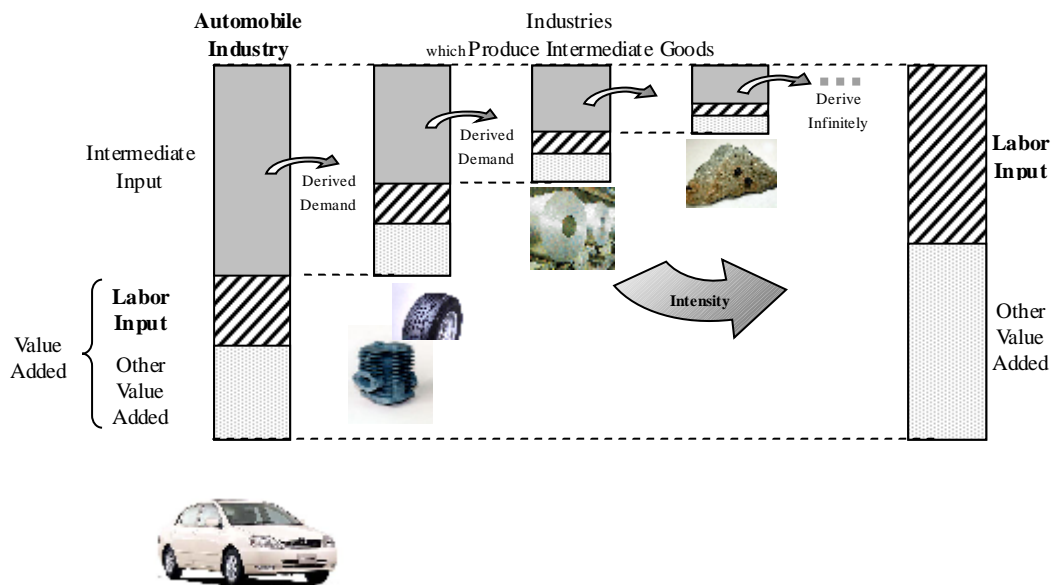 Automobile
Industry
Industries
which Produce Intermediate Goods
Intermediate
Input
Derived
Demand
Derived
Demand
Derive
Infinitely
Labor
Input
Intensity
Value
Added
Labor
Input
Other
Value
Added
Other
Value
Added